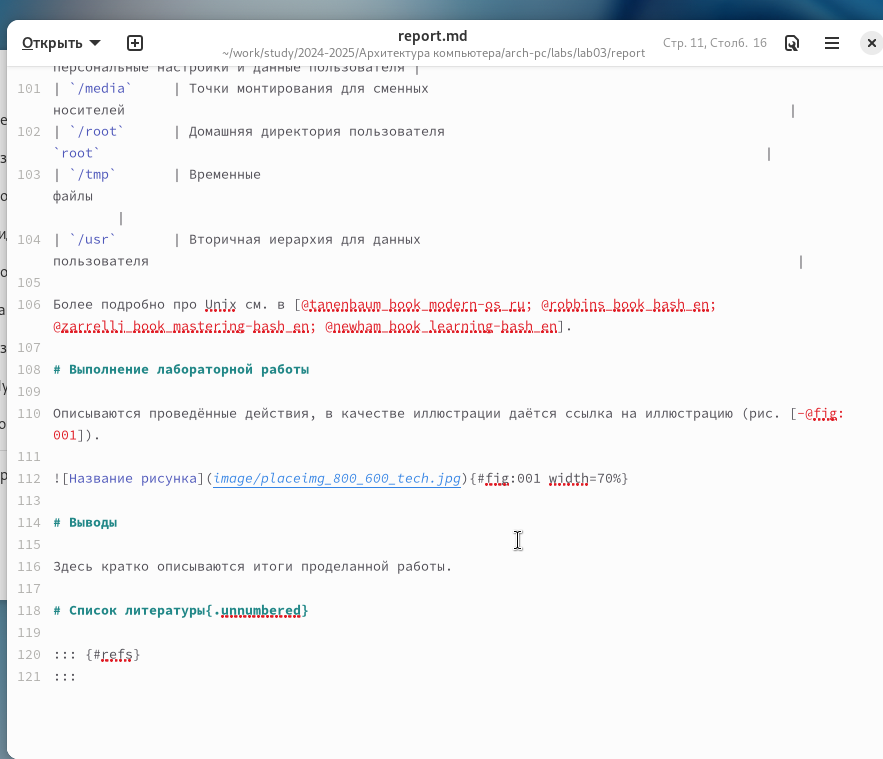 Открыть
report.md
~/work/study/2024-2025/Архитектура компьютера/arch-pc/labs/lab03/report
Стр. 11, Столб. 16
персональные настройки и данные пользователя |
101 | `/media` | Точки монтирования для сменных
носителей |
102 | `/root` | Домашняя директория пользователя
`root` |
103 | `/tmp` | Временные
файлы
|
104 | `/usr` | Вторичная иерархия для данных
пользователя |
105
106 Более подробно про Unix см. в [@tanenbaum_book_modern-os_ru; @robbins_book_bash_en;
@zarrelli_book_mastering-bash_en; @newham_book_learning-bash_en].
107
108 # Выполнение лабораторной работы
109
110 Описываются проведённые действия, в качестве иллюстрации даётся ссылка на иллюстрацию (рис. [-@fig:
001]).
111
112 ![Название рисунка](image/placeimg_800_600_tech.jpg){#fig:001 width=70%}
113
114 # Выводы
115
116 Здесь кратко описываются итоги проделанной работы.
117
118 # Список литературы{.unnumbered}
119
120 ::: {#refs}
121 :::